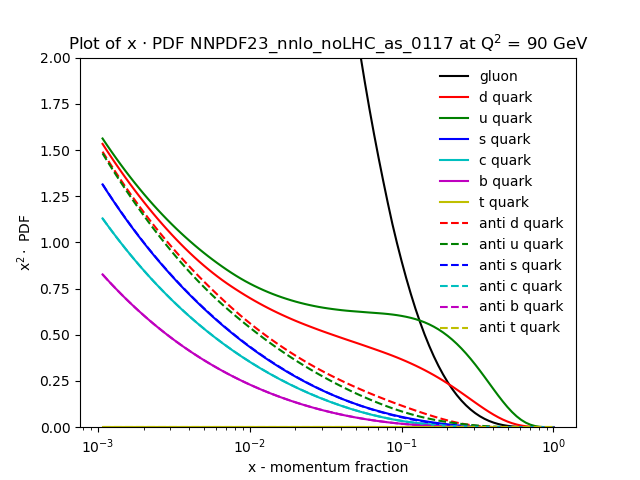 Plot of x · PDF NNPDF23_nnlo_noLHC_as_0117 at Q² = 90 GeV
2.00
1.75
1.50
1.25
1.00
0.75
0.50
0.25
0.00
x² · PDF
gluon
d quark
u quark
s quark
c quark
b quark
t quark
anti d quark
anti u quark
anti s quark
anti c quark
anti b quark
anti t quark
10⁻³ 10⁻² 10⁻¹ 10⁰
x - momentum fraction